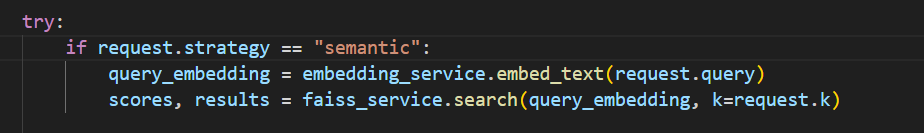 try:
    if request.strategy == "semantic":
        query_embedding = embedding_service.embed_text(request.query)
        scores, results = faiss_service.search(query_embedding, k=request.k)